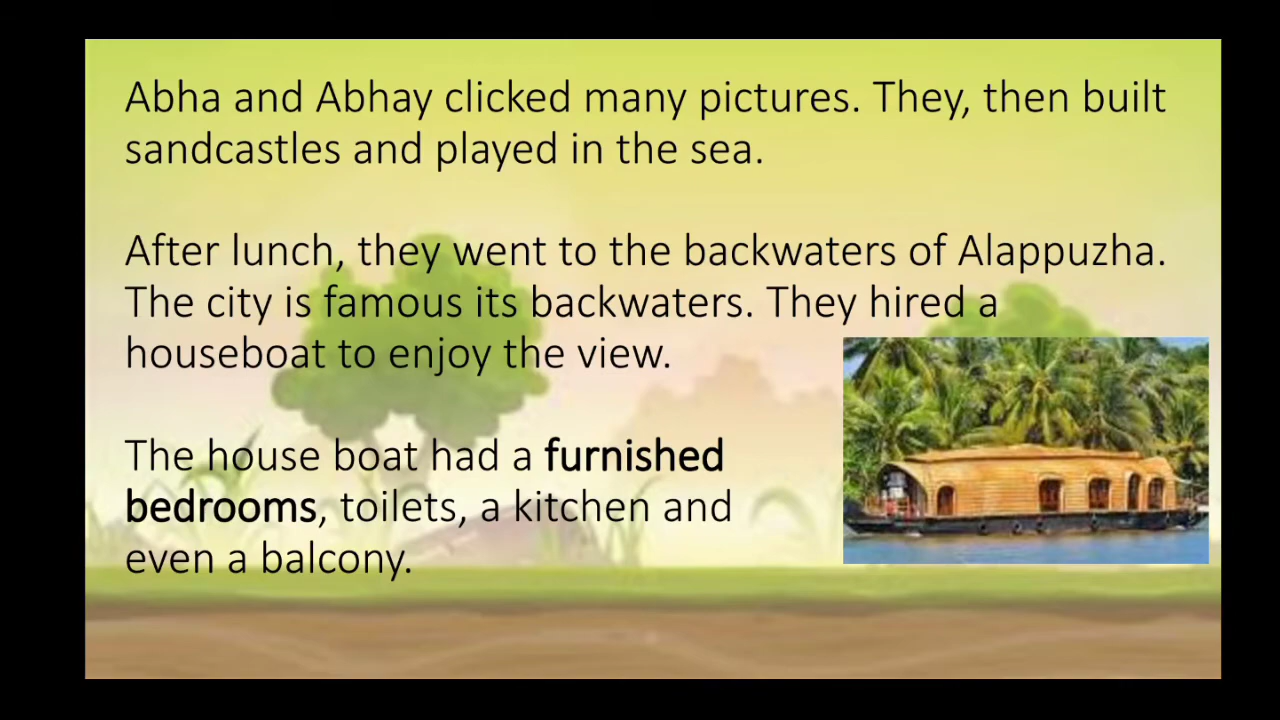 Abha and Abhay clicked many pictures. They, then built
sandcastles and played in the sea.
After lunch, they went to the backwaters of Alappuzha.
The city is famous its backwaters. They hired a
houseboat to enjoy the view.
The house boat had a furnished
bedrooms, toilets, a kitchen and
even a balcony.